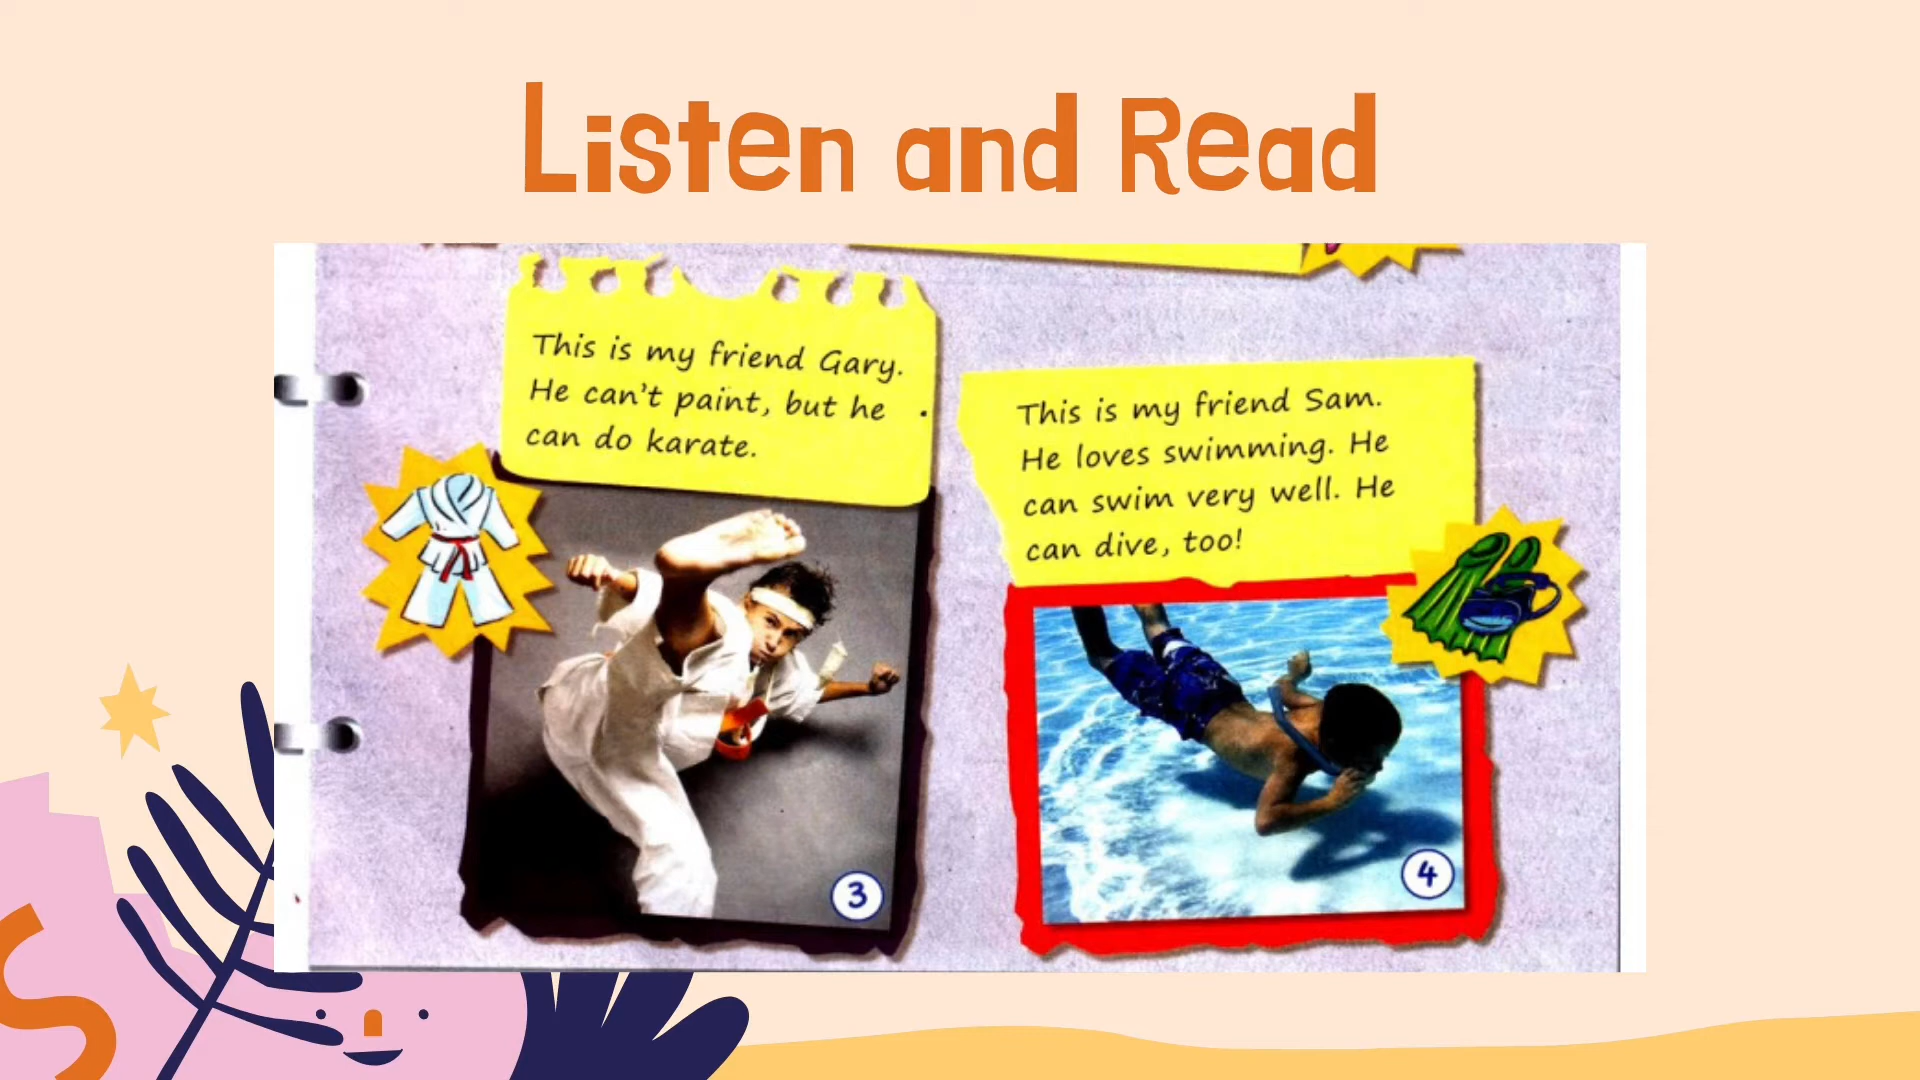 Listen and Read
This is my friend Gary.
He can't paint, but he
can do karate.
This is my friend Sam.
He loves swimming. He
can swim very well. He
can dive, too!
3
4
S